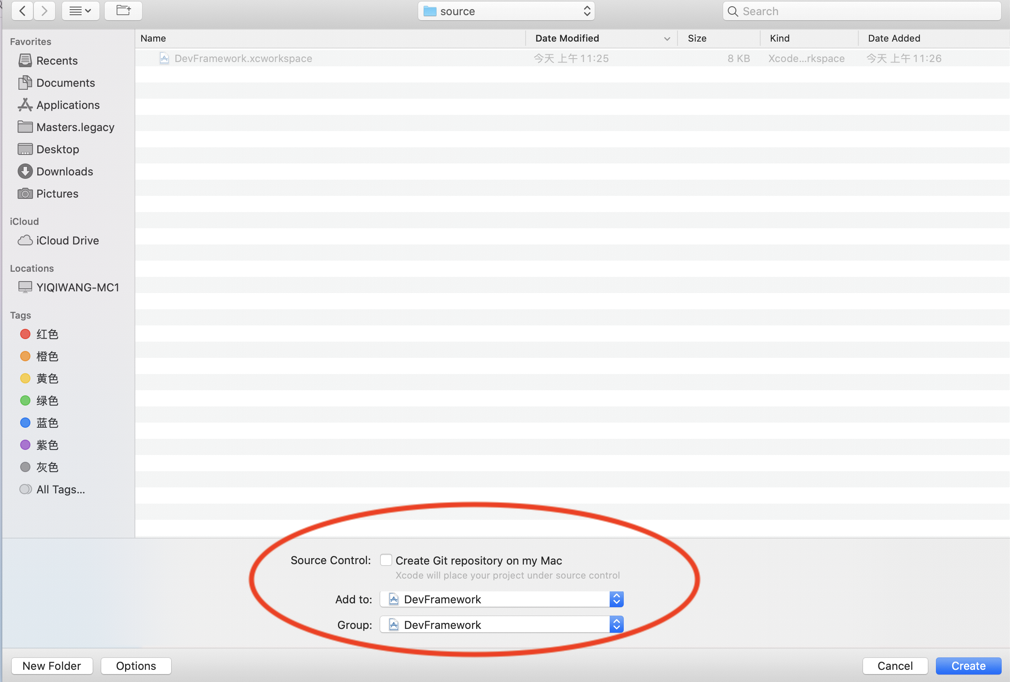 source
Search
Favorites
Recents
Documents
Applications
Masters.legacy
Desktop
Downloads
Pictures
iCloud
iCloud Drive
Locations
YIQIWANG-MC1
Tags
红色
橙色
黄色
绿色
蓝色
紫色
灰色
All Tags...
Name Date Modified Size Kind Date Added
DevFramework.xcworkspace 今天 上午11:25 8 KB Xcode...rkspace 今天 上午11:26
Source Control: Create Git repository on my Mac
Xcode will place your project under source control
Add to: DevFramework
Group: DevFramework
New Folder Options Cancel Create